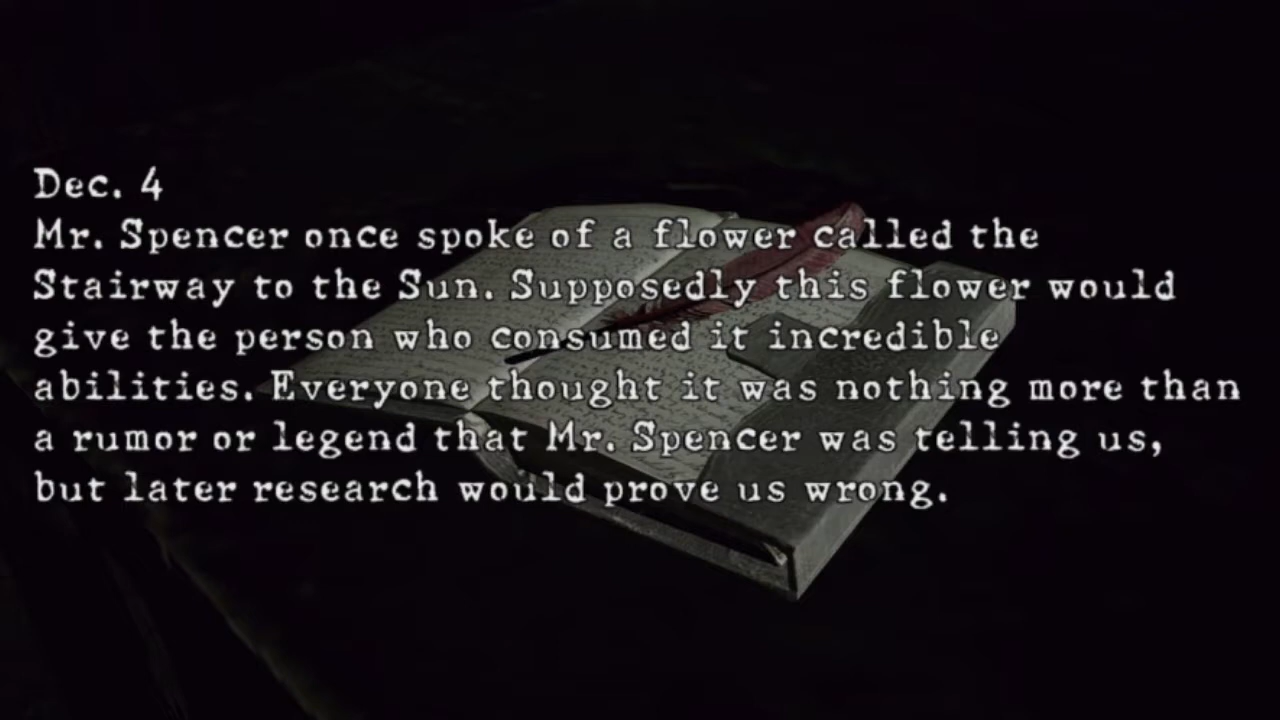 Dec. 4
Mr. Spencer once spoke of a flower called the
Stairway to the Sun. Supposedly this flower would
give the person who consumed it incredible
abilities. Everyone thought it was nothing more than
a rumor or legend that Mr. Spencer was telling us,
but later research would prove us wrong.